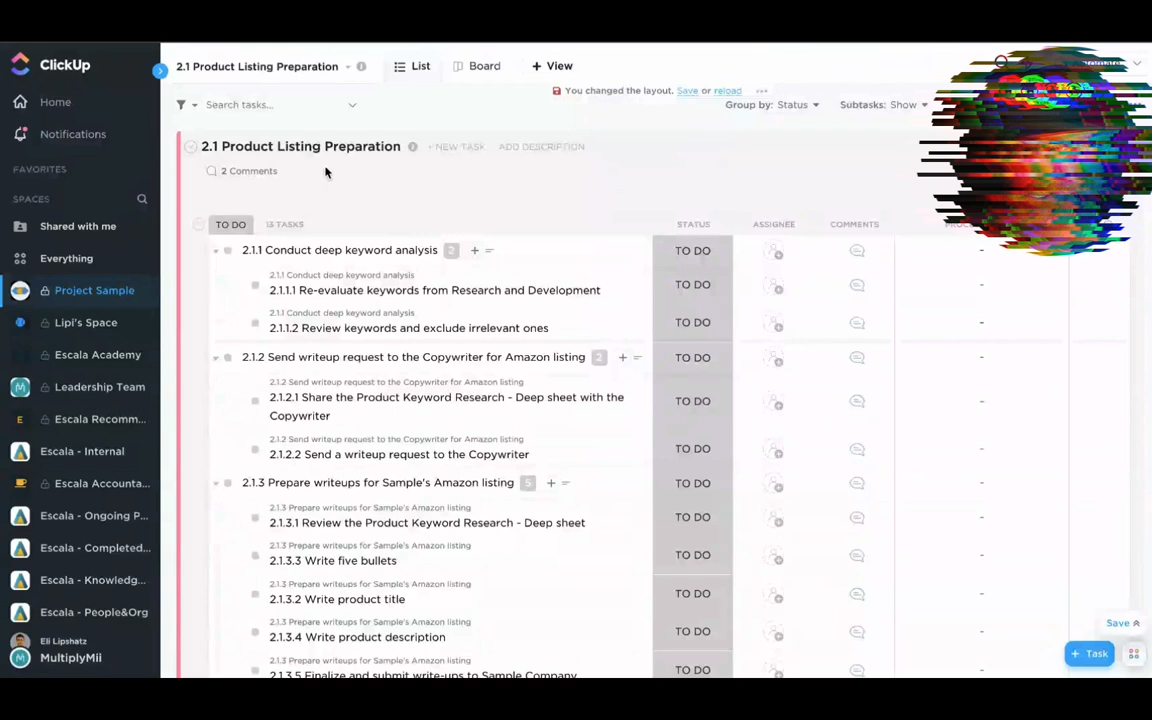 ClickUp
Home
Notifications
FAVORITES
SPACES
Shared with me
Everything
Project Sample
Lipi's Space
Escala Academy
Leadership Team
Escala Recomm...
Escala - Internal
Escala Accounta...
Escala - Ongoing P...
Escala - Completed...
Escala - Knowledg...
Escala - People&Org
Eli Lipshatz
MultiplyMii
2.1 Product Listing Preparation
List
Board
+ View
Search tasks...
You changed the layout. Save or reload
Group by: Status
Subtasks: Show
2.1 Product Listing Preparation
+ NEW TASK
ADD DESCRIPTION
2 Comments
TO DO
13 TASKS
STATUS
ASSIGNEE
COMMENTS
2.1.1 Conduct deep keyword analysis 2
TO DO
-
2.1.1 Conduct deep keyword analysis
2.1.1.1 Re-evaluate keywords from Research and Development
TO DO
-
2.1.1 Conduct deep keyword analysis
2.1.1.2 Review keywords and exclude irrelevant ones
TO DO
-
2.1.2 Send writeup request to the Copywriter for Amazon listing 2
TO DO
-
2.1.2 Send writeup request to the Copywriter for Amazon listing
2.1.2.1 Share the Product Keyword Research - Deep sheet with the
Copywriter
TO DO
-
2.1.2 Send writeup request to the Copywriter for Amazon listing
2.1.2.2 Send a writeup request to the Copywriter
TO DO
-
2.1.3 Prepare writeups for Sample's Amazon listing 5
TO DO
-
2.1.3 Prepare writeups for Sample's Amazon listing
2.1.3.1 Review the Product Keyword Research - Deep sheet
TO DO
-
2.1.3 Prepare writeups for Sample's Amazon listing
2.1.3.3 Write five bullets
TO DO
-
2.1.3 Prepare writeups for Sample's Amazon listing
2.1.3.2 Write product title
TO DO
-
2.1.3 Prepare writeups for Sample's Amazon listing
2.1.3.4 Write product description
TO DO
-
2.1.3 Prepare writeups for Sample's Amazon listing
2.1.3.5 Finalize and submit write-ups to Sample Company
TO DO
-
Save
+ Task